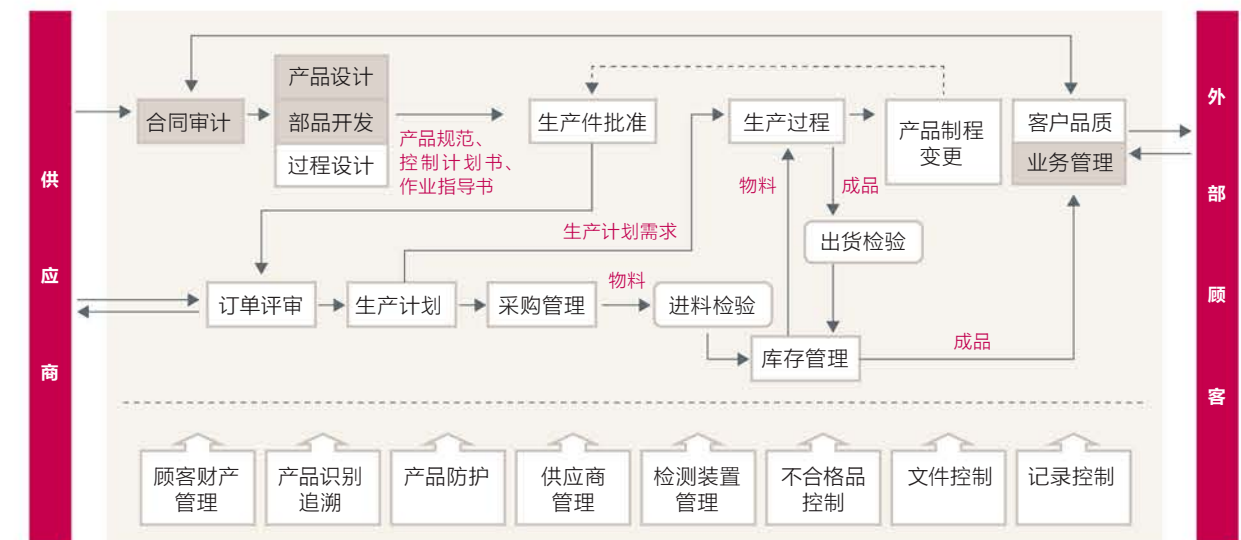 供应商
外部顾客
合同审计
产品设计
部品开发
过程设计
产品规范、
控制计划书、
作业指导书
生产件批准
生产过程
产品制程
变更
客户品质
业务管理
物料
成品
生产计划需求
出货检验
订单评审
生产计划
采购管理
物料
进料检验
库存管理
成品
顾客财产
管理
产品识别
追溯
产品防护
供应商
管理
检测装置
管理
不合格品
控制
文件控制
记录控制